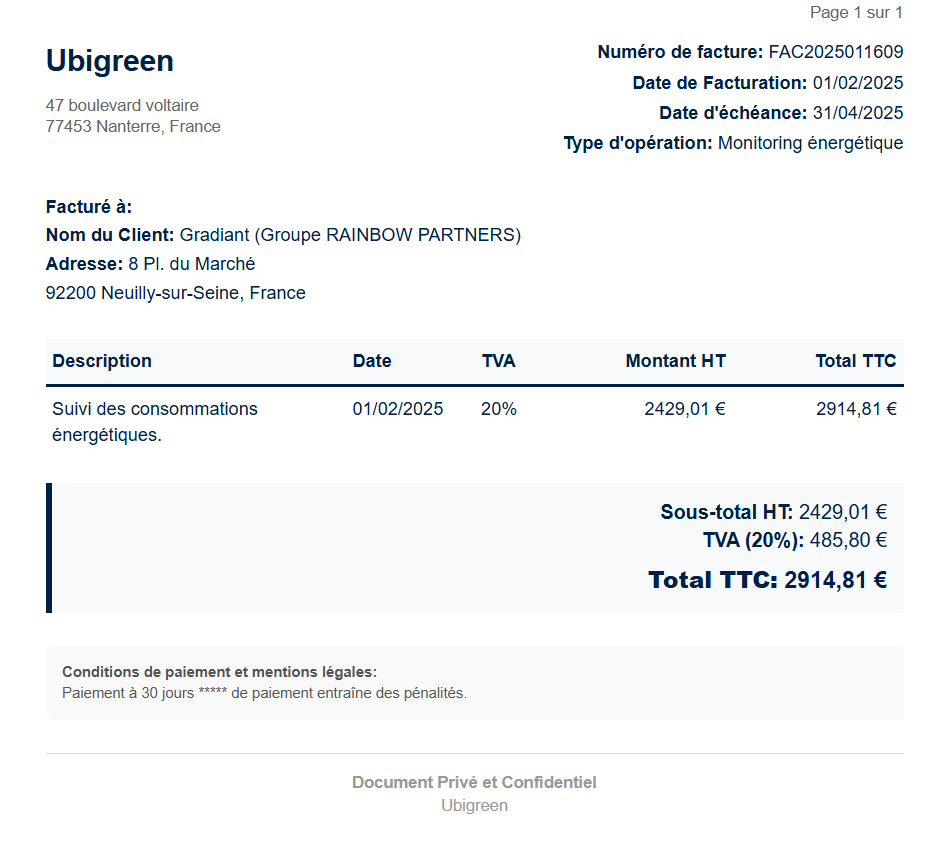 Page 1 sur 1
Ubigreen
47 boulevard voltaire
77453 Nanterre, France
Numéro de facture: FAC2025011609
Date de Facturation: 01/02/2025
Date d'échéance: 31/04/2025
Type d'opération: Monitoring énergétique
Facturé à:
Nom du Client: Gradiant (Groupe RAINBOW PARTNERS)
Adresse: 8 Pl. du Marché
92200 Neuilly-sur-Seine, France
Description Date TVA Montant HT Total TTC
Suivi des consommations 01/02/2025 20% 2429,01 € 2914,81 €
énergétiques.
Sous-total HT: 2429,01 €
TVA (20%): 485,80 €
Total TTC: 2914,81 €
Conditions de paiement et mentions légales:
Paiement à 30 jours ***** de paiement entraîne des pénalités.
Document Privé et Confidentiel
Ubigreen